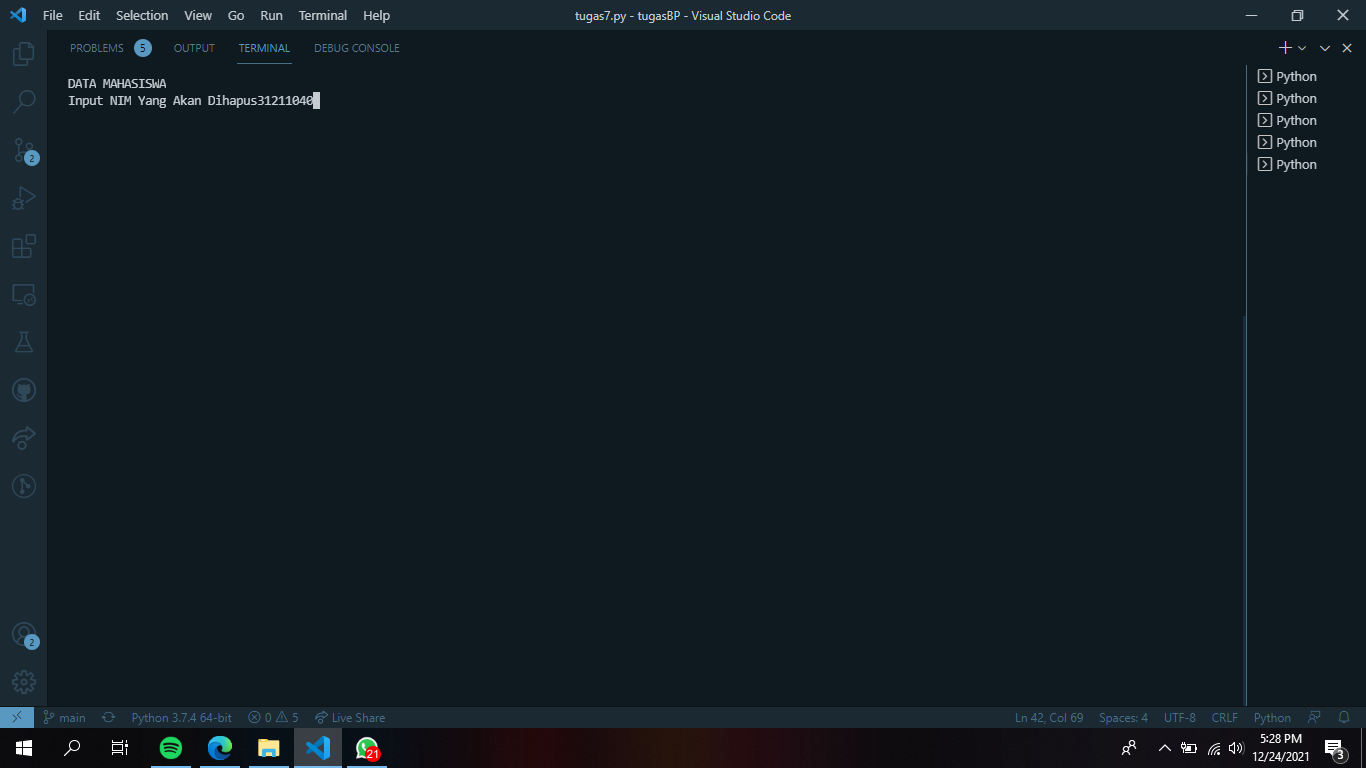 File Edit Selection View Go Run Terminal Help
tugas7.py - tugasBP - Visual Studio Code
PROBLEMS 5 OUTPUT TERMINAL DEBUG CONSOLE
DATA MAHASISWA
Input NIM Yang Akan Dihapus31211040
Python
Python
Python
Python
Python
2
2
main Python 3.7.4 64-bit 0 5 Live Share
Ln 42, Col 69 Spaces: 4 UTF-8 CRLF Python
21
5:28 PM
12/24/2021
3